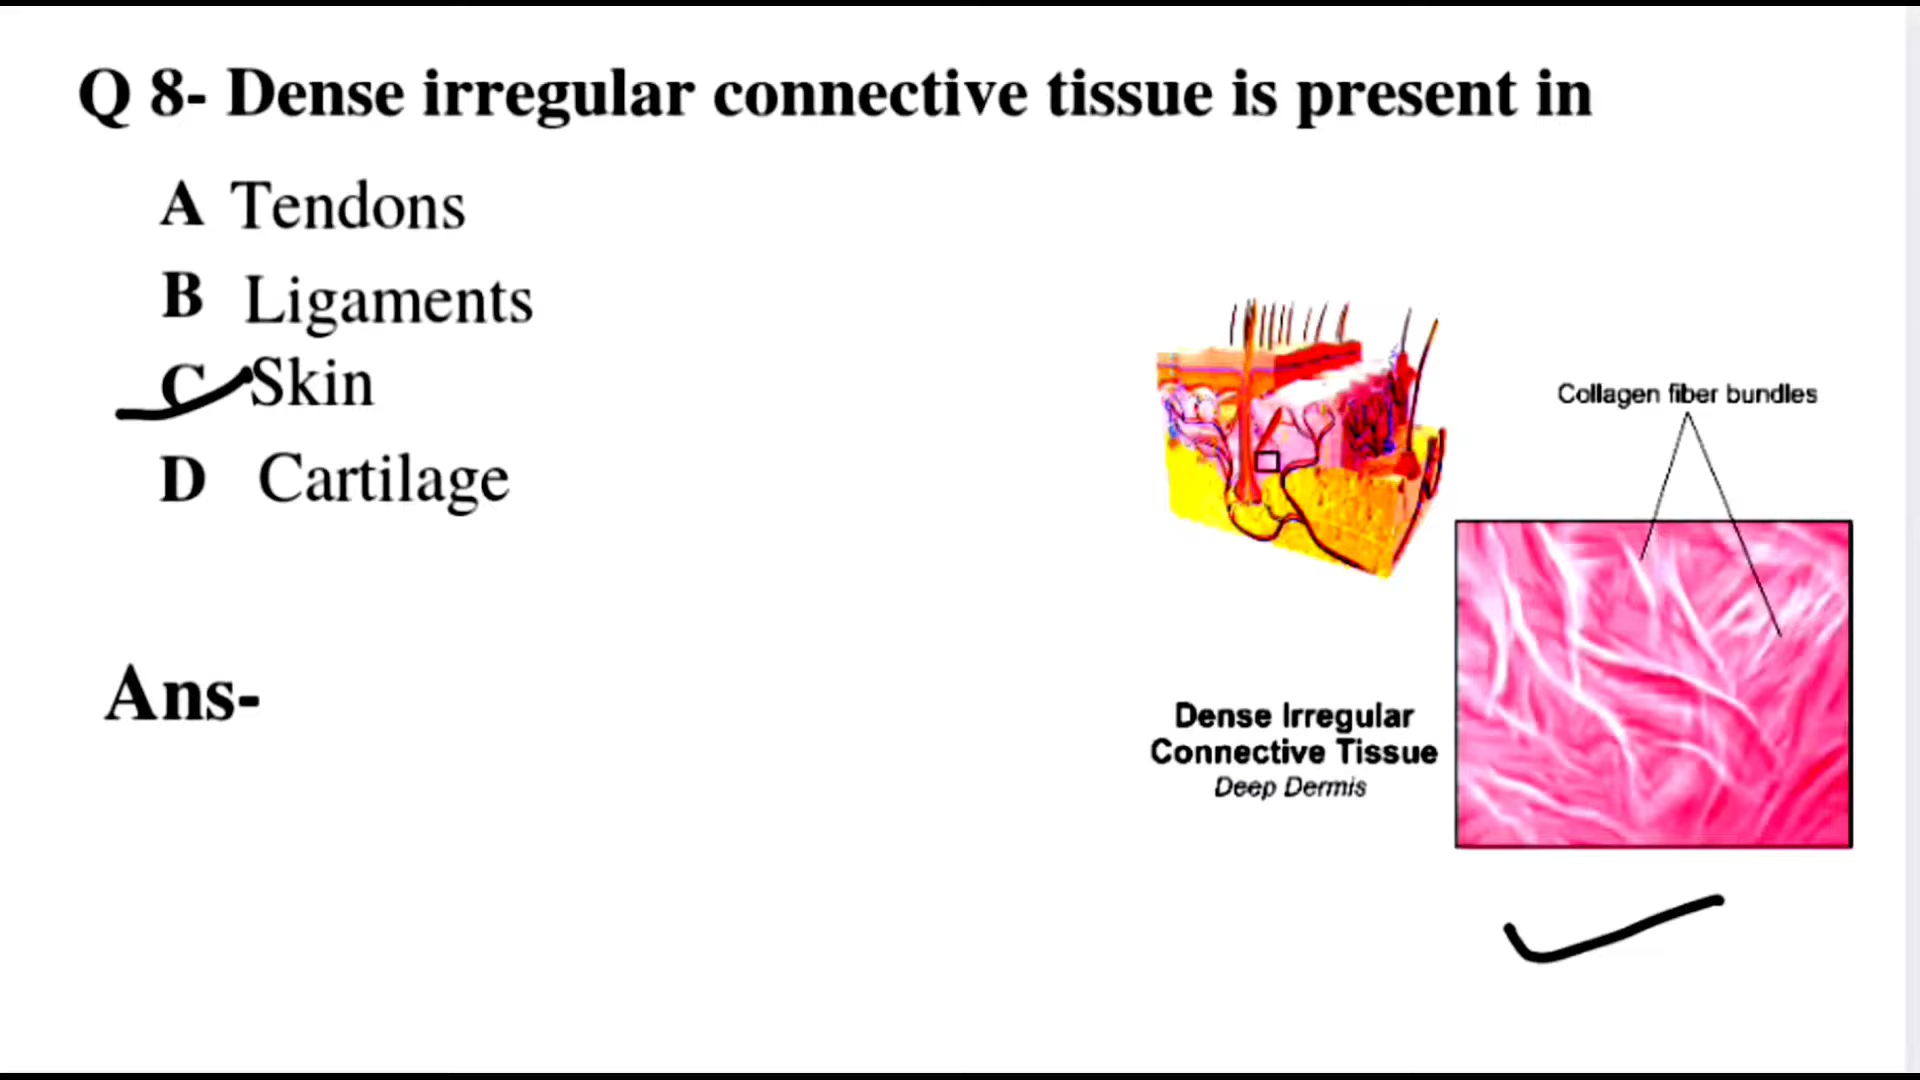 Q 8- Dense irregular connective tissue is present in
A Tendons
B Ligaments
C Skin
D Cartilage
Ans-
Collagen fiber bundles
Dense Irregular
Connective Tissue
Deep Dermis